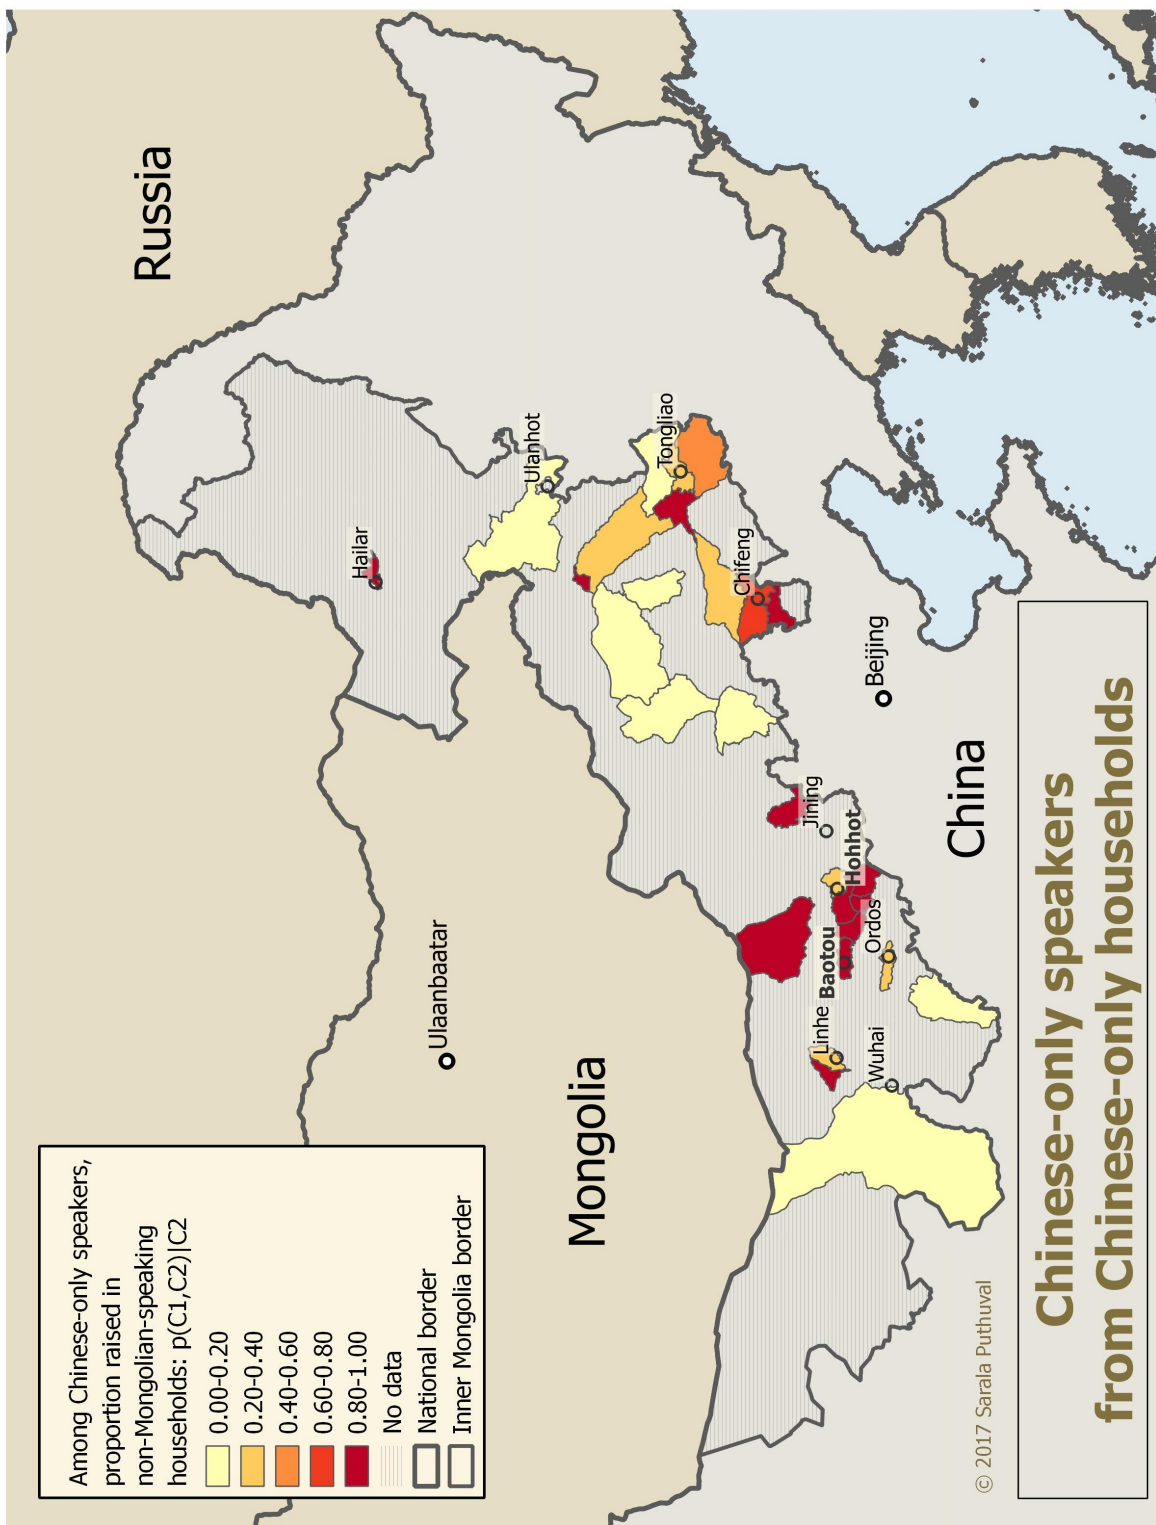 Among Chinese-only speakers,
proportion raised in
non-Mongolian-speaking
households: p(C1,C2)|C2
0.00-0.20
0.20-0.40
0.40-0.60
0.60-0.80
0.80-1.00
No data
National border
Inner Mongolia border
Russia
Hailar
Ulanhot
Ulaanbaatar
Mongolia
Tongliao
Chifeng
Jining
Hohhot
Baotou
Ordos
Linhe
Wuhai
Beijing
China
© 2017 Sarala Puthuval
Chinese-only speakers
from Chinese-only households